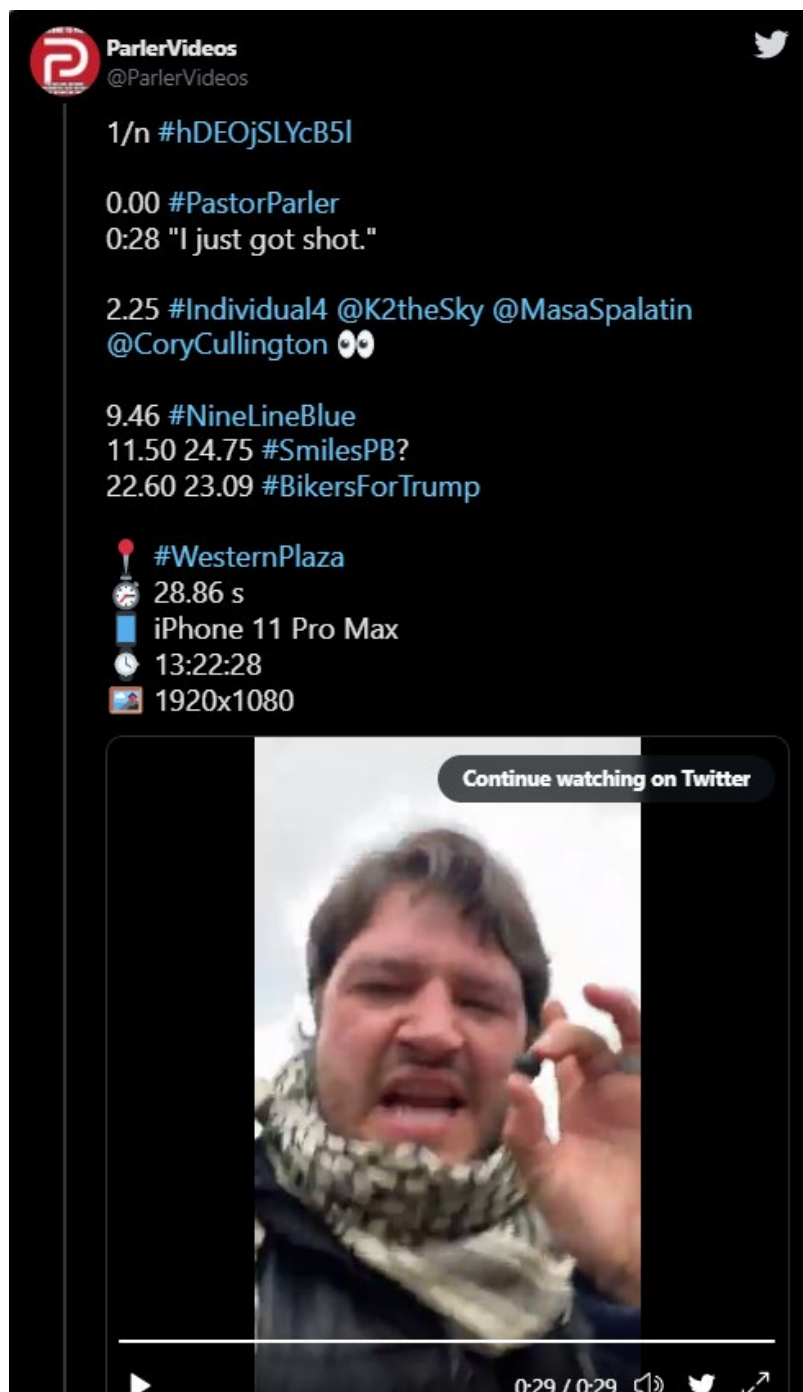 ParlerVideos
@ParlerVideos
1/n #hDEOjSLYcB5l
0.00 #PastorParler
0:28 "I just got shot."
2.25 #Individual4 @K2theSky @MasaSpalatin
@CoryCullington 👀
9.46 #NineLineBlue
11.50 24.75 #SmilesPB?
22.60 23.09 #BikersForTrump
📍 #WesternPlaza
⏱ 28.86 s
📱 iPhone 11 Pro Max
🕒 13:22:28
🖼 1920x1080
Continue watching on Twitter
0:29 / 0:29